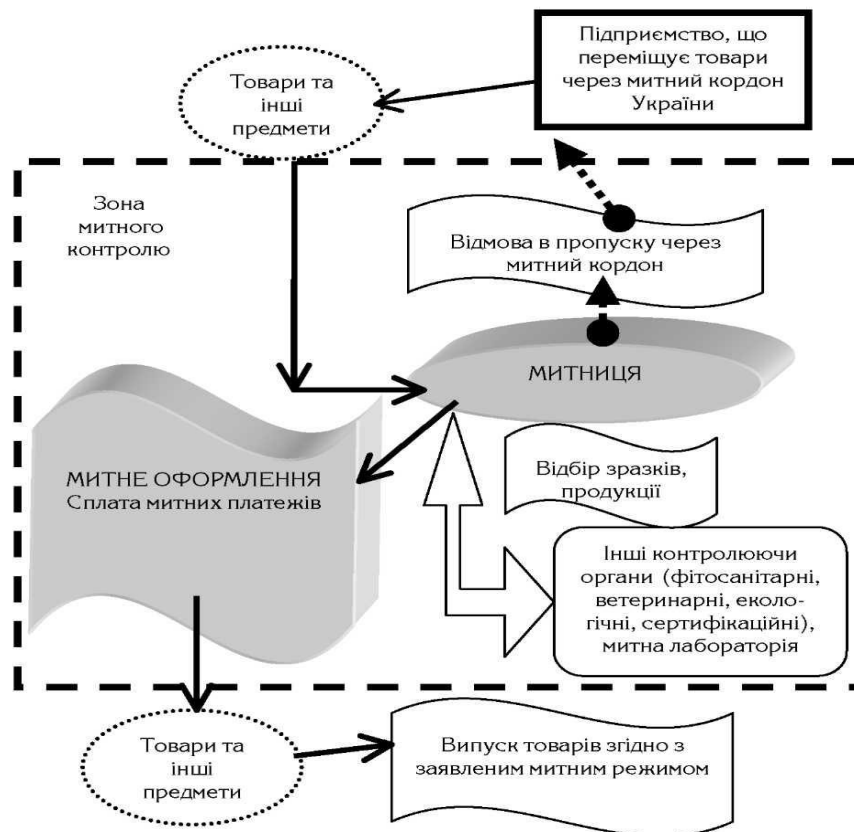 Підприємство, що
переміщує товари
через митний кордон
України
Товари та
інші
предмети
Зона
митного
контролю
Відмова в пропуску через
митний кордон
МИТНИЦЯ
МИТНЕ ОФОРМЛЕННЯ
Сплата митних платежів
Відбір зразків,
продукції
Інші контролюючи
органи (фітосанітарні,
ветеринарні, еколо-
гічні, сертифікаційні),
митна лабораторія
Товари та
інші
предмети
Випуск товарів згідно з
заявленим митним режимом